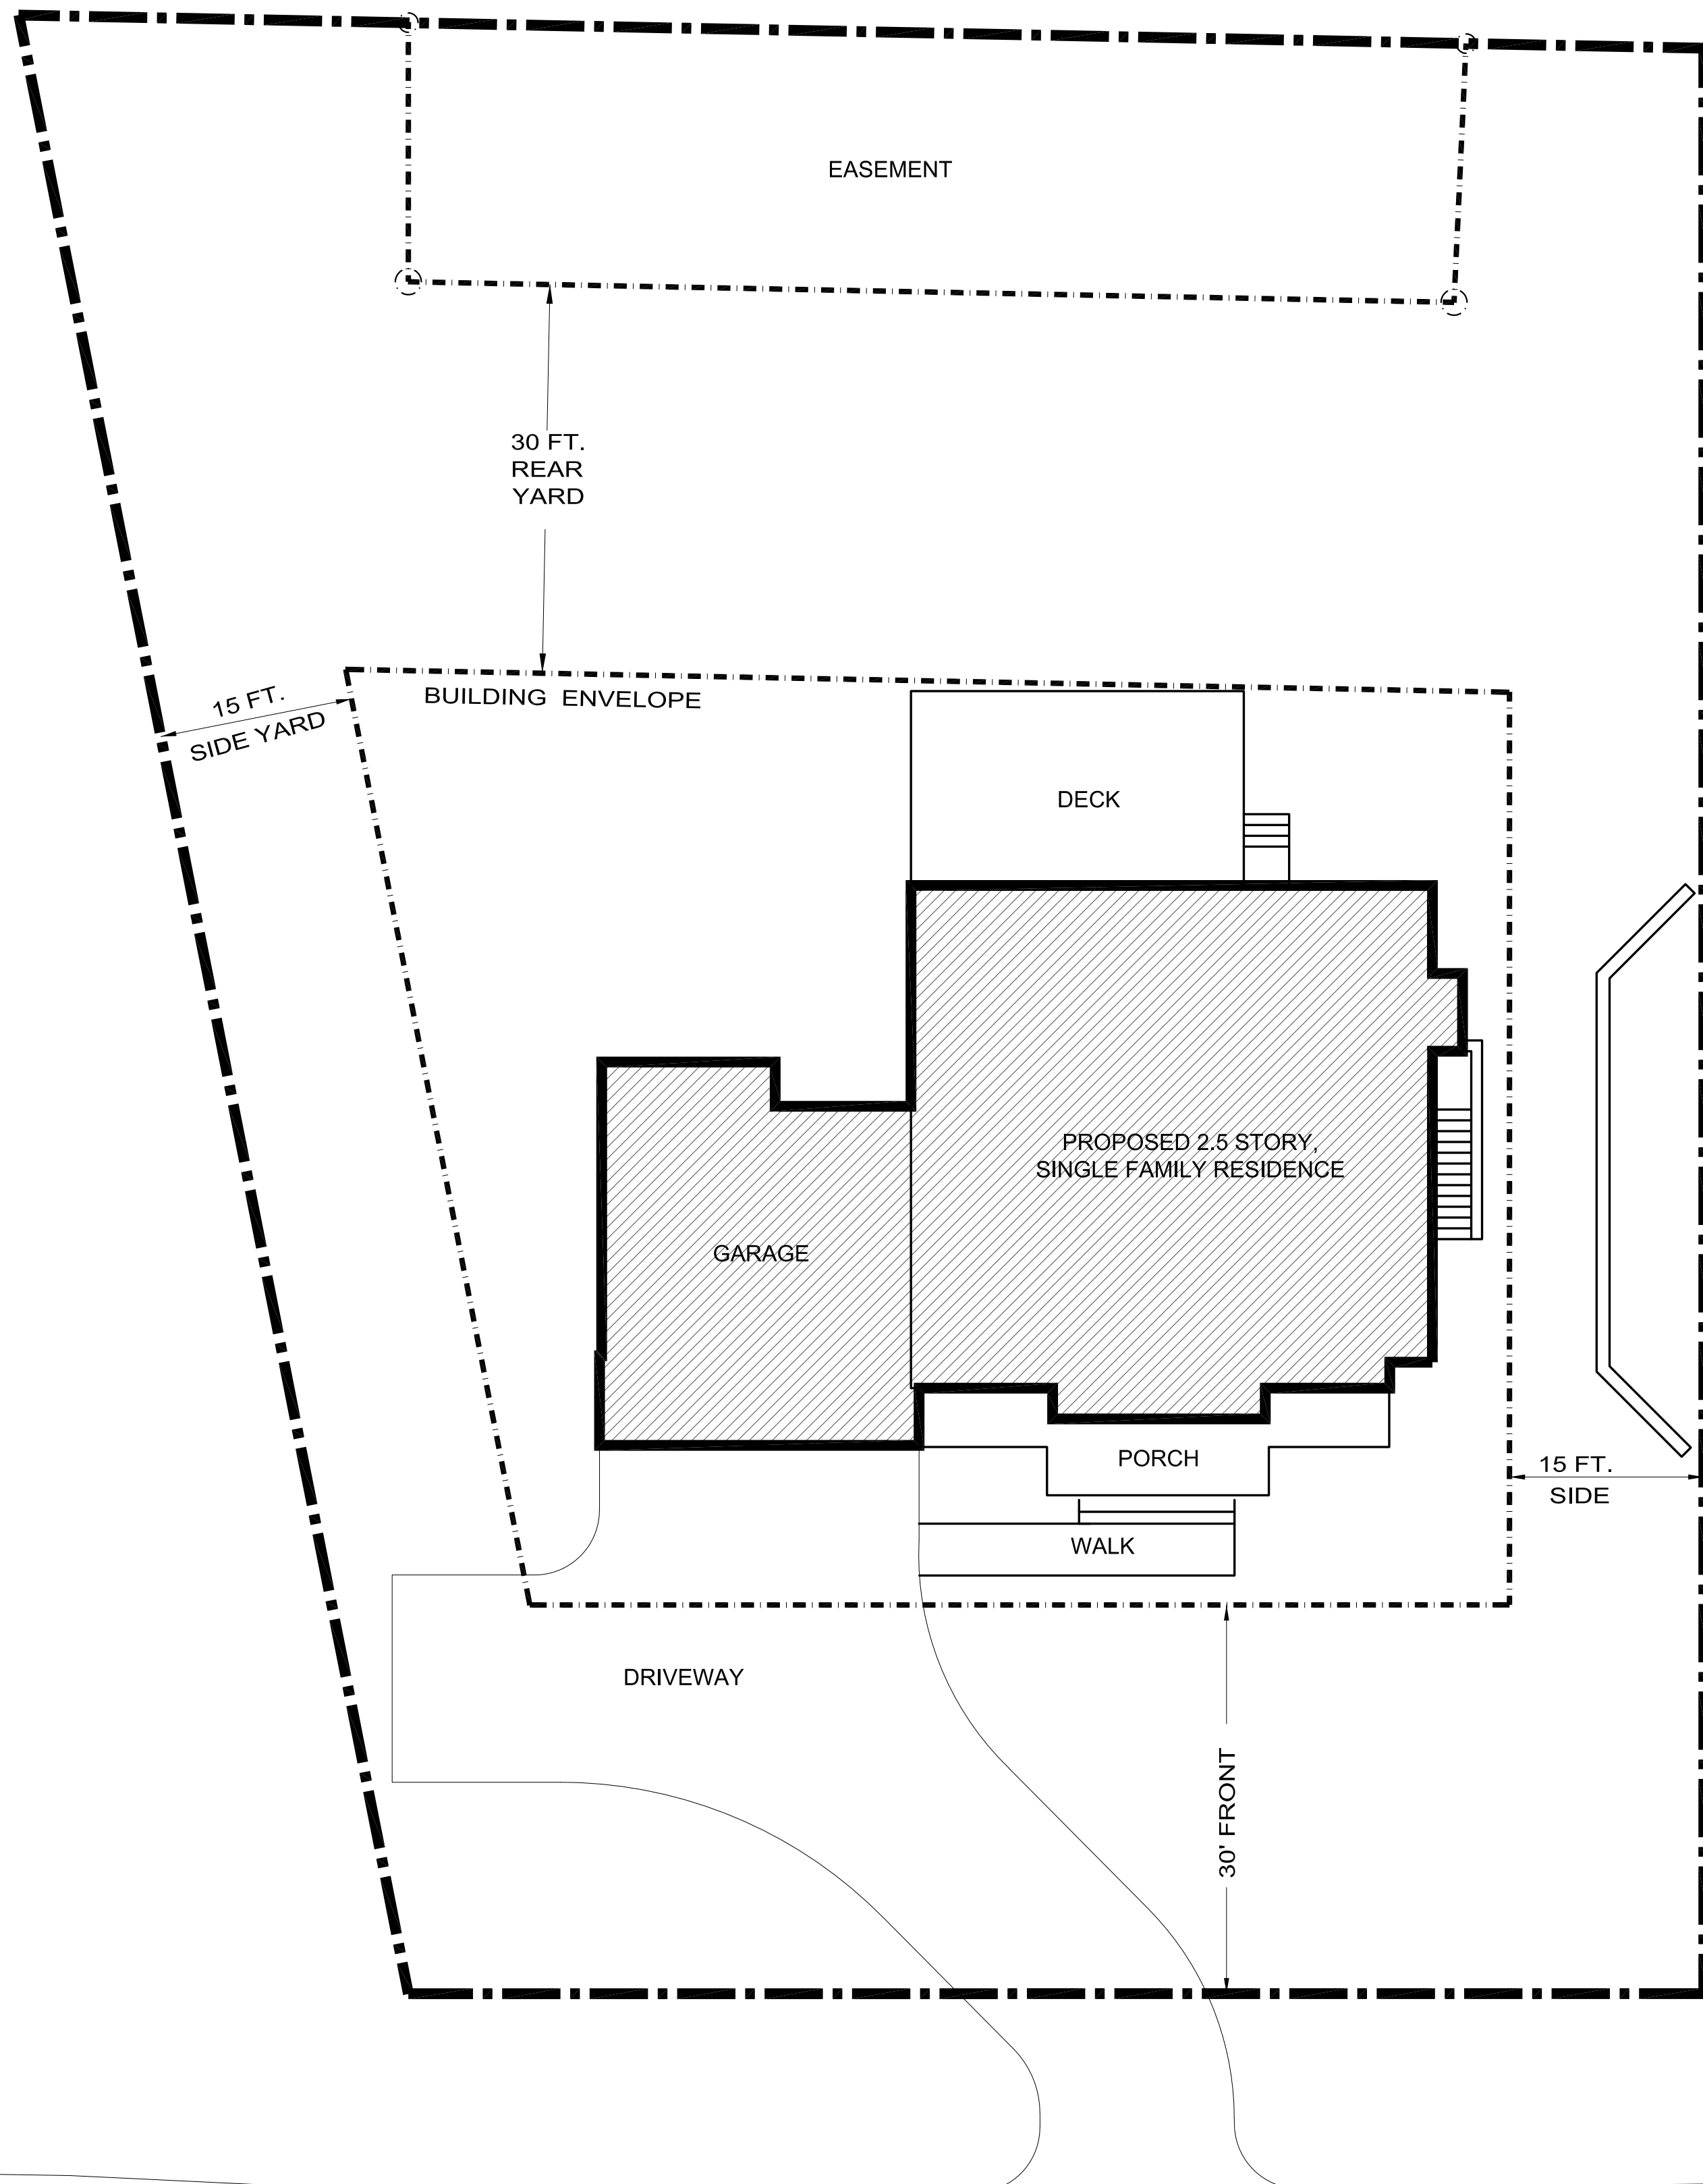 EASEMENT
30 FT.
REAR
YARD
15 FT.
SIDE YARD
BUILDING ENVELOPE
DECK
PROPOSED 2.5 STORY,
SINGLE FAMILY RESIDENCE
GARAGE
PORCH
15 FT.
SIDE
WALK
DRIVEWAY
30' FRONT